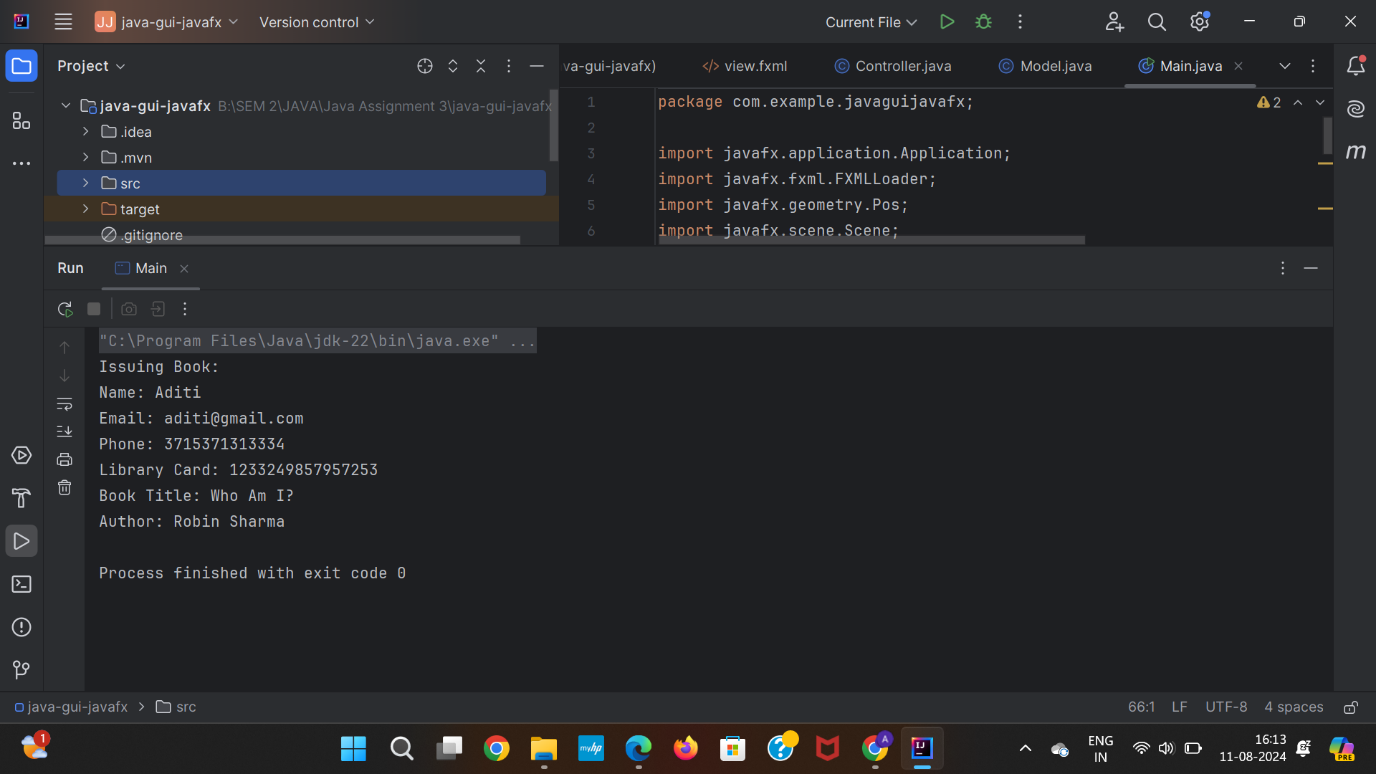 JJ java-gui-javafx Version control Current File
Project
va-gui-javafx) view.fxml Controller.java Model.java Main.java
java-gui-javafx B:\SEM 2\JAVA\Java Assignment 3\java-gui-javafx
.idea
.mvn
src
target
.gitignore
1 package com.example.javaguijavafx;
2
3 import javafx.application.Application;
4 import javafx.fxml.FXMLLoader;
5 import javafx.geometry.Pos;
6 import javafx.scene.Scene;
2
Run Main
"C:\Program Files\Java\jdk-22\bin\java.exe" ...
Issuing Book:
Name: Aditi
Email: aditi@gmail.com
Phone: 3715371313334
Library Card: 1233249857957253
Book Title: Who Am I?
Author: Robin Sharma
Process finished with exit code 0
java-gui-javafx > src 66:1 LF UTF-8 4 spaces
1
myhp
A
IJ
ENG
IN
16:13
11-08-2024
PRE